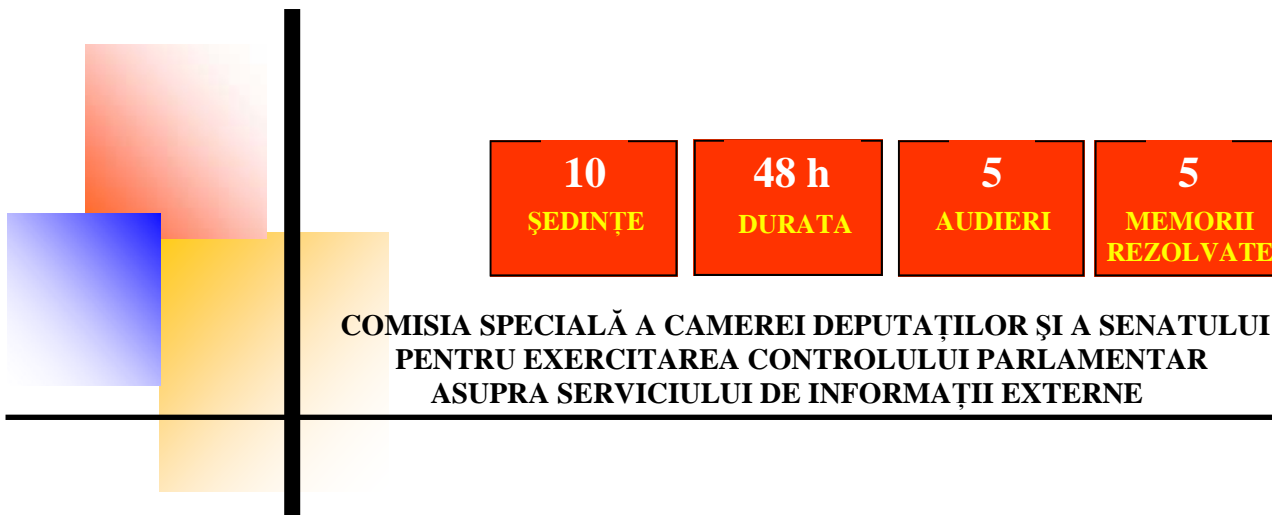 10
ŞEDINȚE
48 h
DURATA
5
AUDIERI
5
MEMORII
REZOLVATE
COMISIA SPECIALĂ A CAMEREI DEPUTAȚILOR ŞI A SENATULUI
PENTRU EXERCITAREA CONTROLULUI PARLAMENTAR
ASUPRA SERVICIULUI DE INFORMAȚII EXTERNE